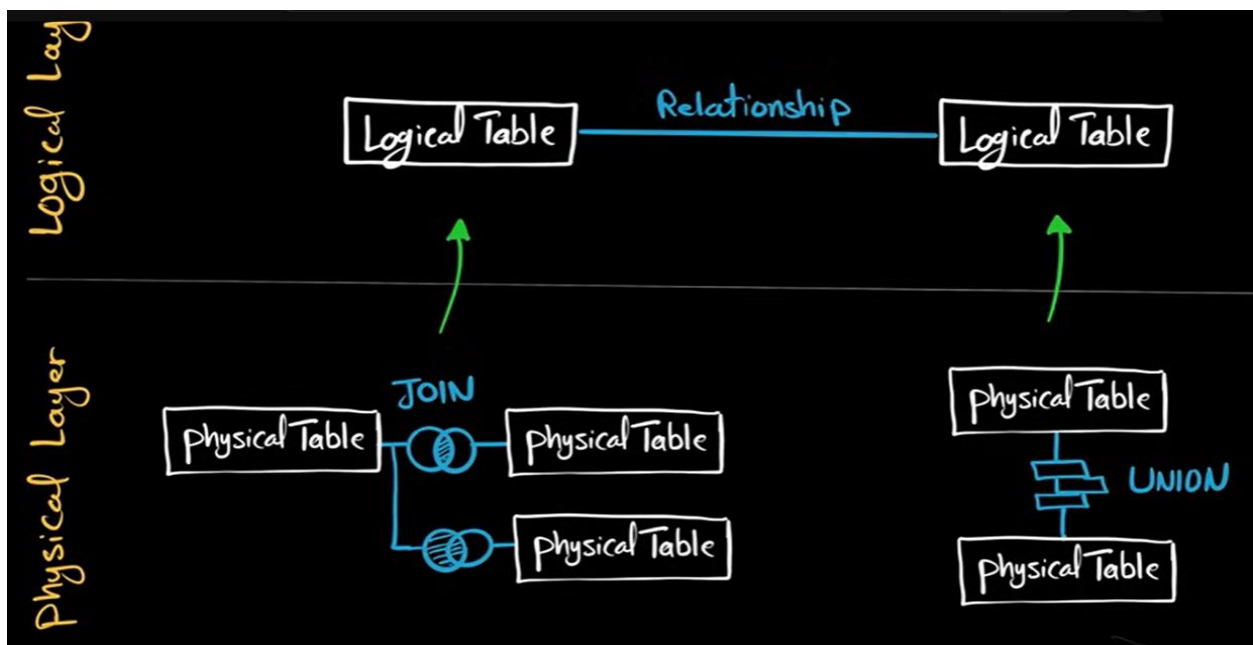 Logical Lay
Logical Table
Relationship
Logical Table
Physical Layer
JOIN
physical Table
physical Table
physical Table
physical Table
UNION
physical Table